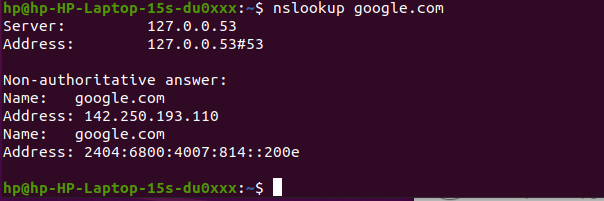 hp@hp-HP-Laptop-15s-du0xxx:~$ nslookup google.com
Server:         127.0.0.53
Address:        127.0.0.53#53

Non-authoritative answer:
Name:   google.com
Address: 142.250.193.110
Name:   google.com
Address: 2404:6800:4007:814::200e

hp@hp-HP-Laptop-15s-du0xxx:~$